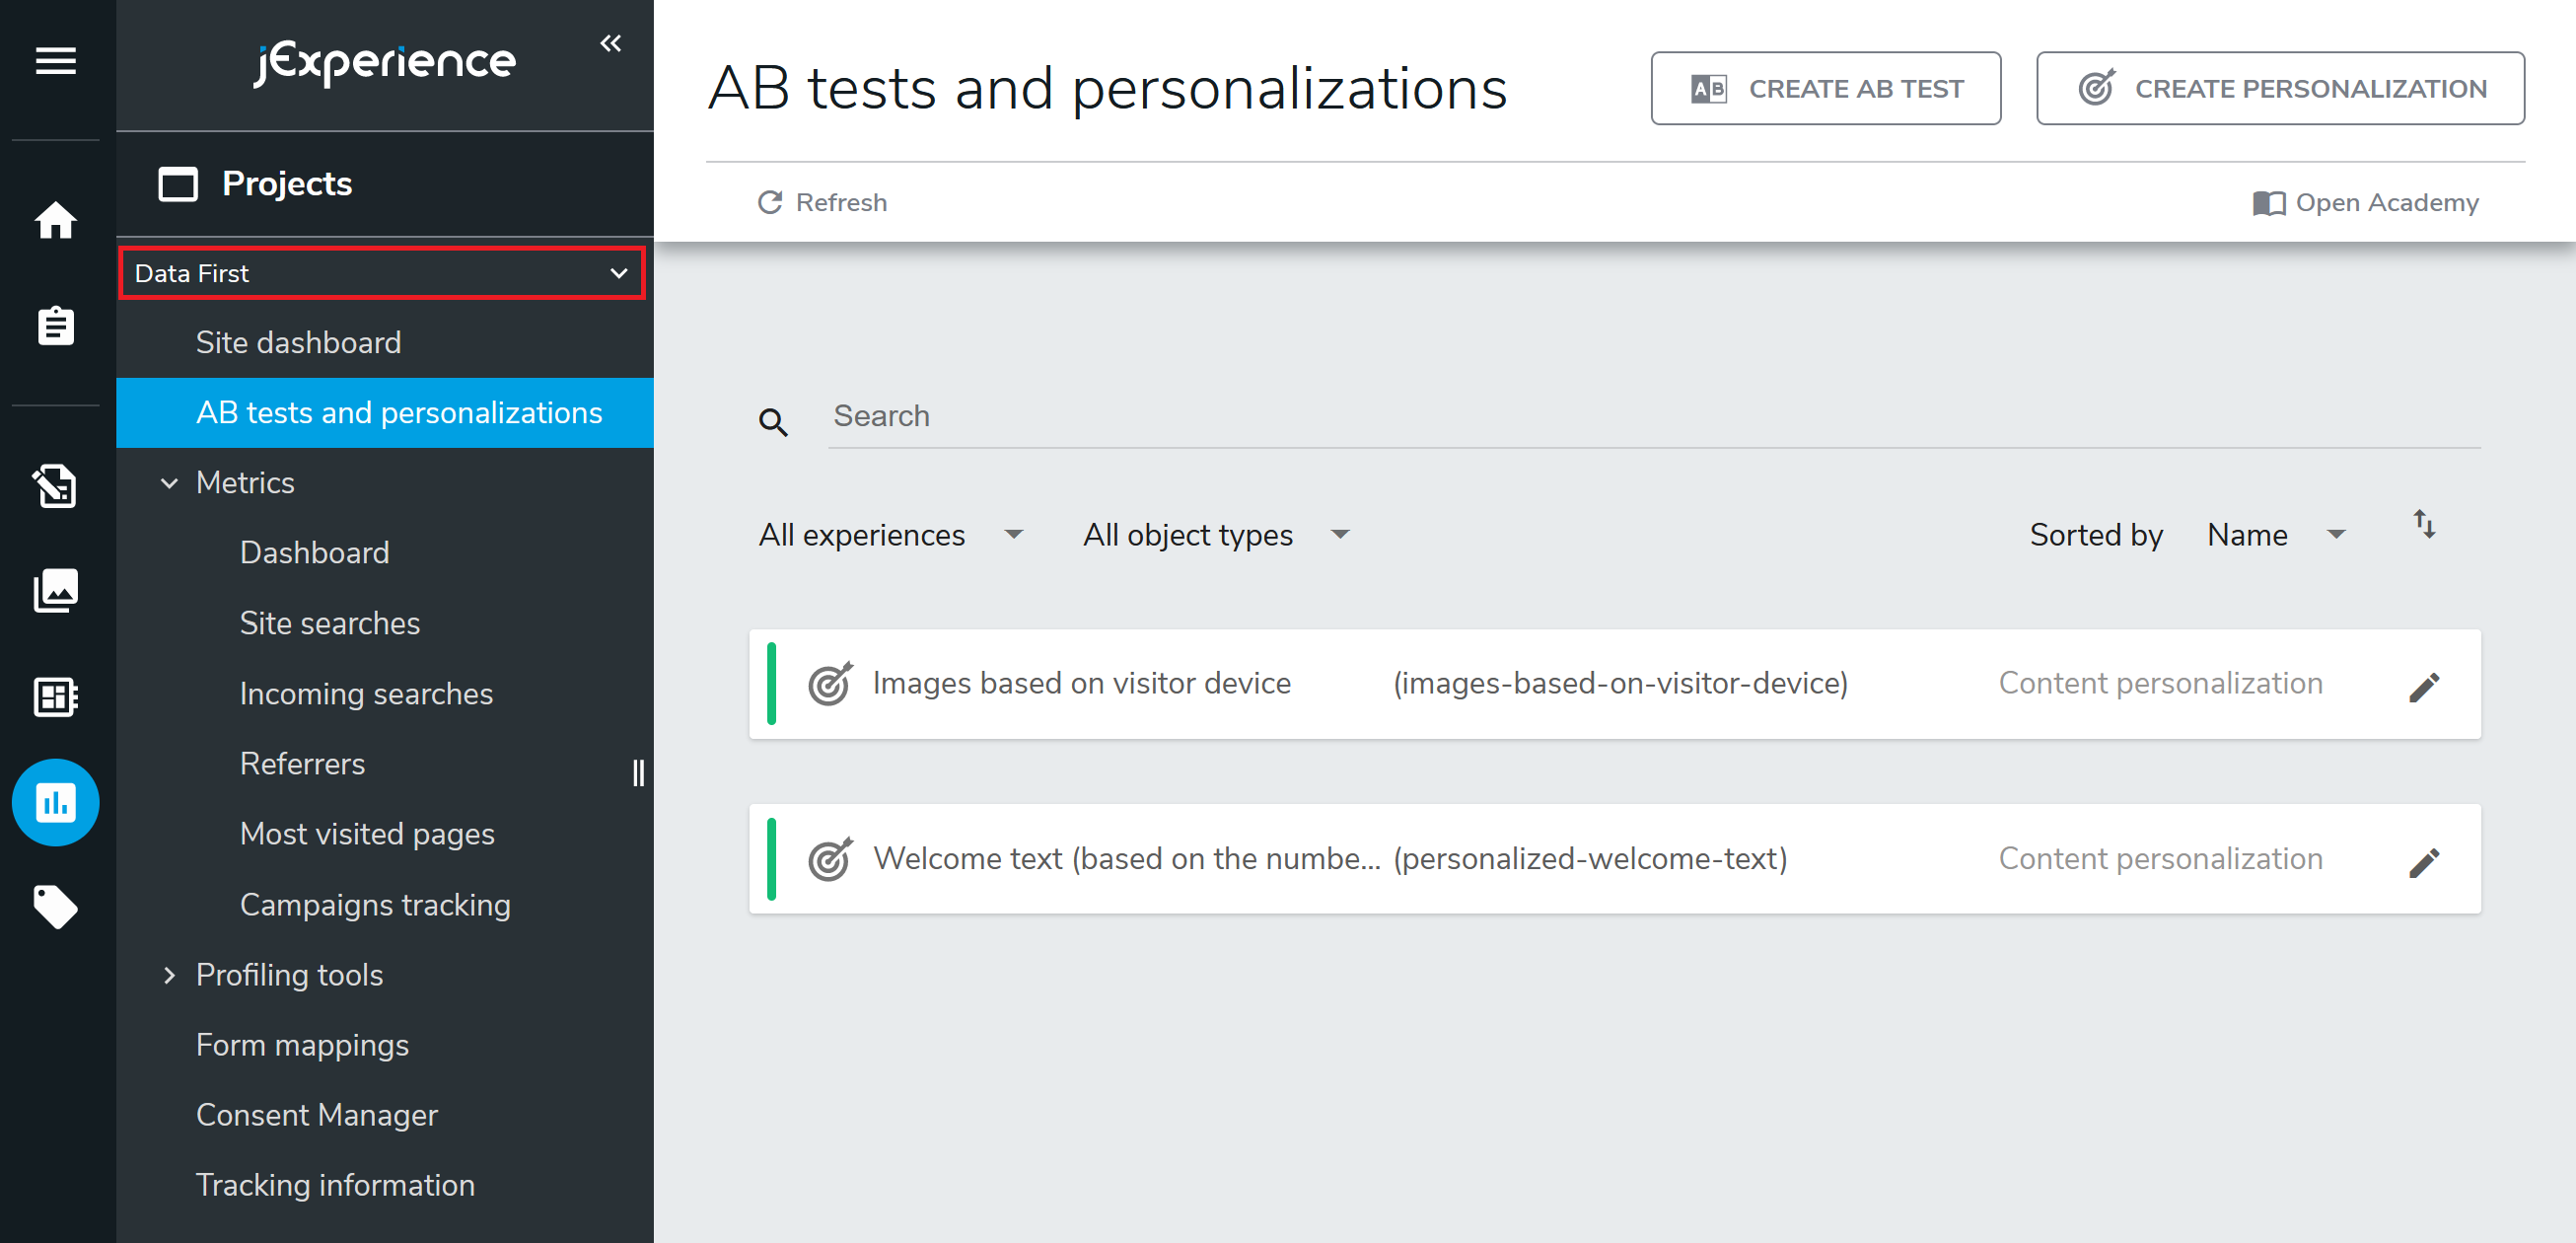 jExperience
Projects
Data First
Site dashboard
AB tests and personalizations
Metrics
Dashboard
Site searches
Incoming searches
Referrers
Most visited pages
Campaigns tracking
Profiling tools
Form mappings
Consent Manager
Tracking information
AB tests and personalizations
AB CREATE AB TEST
CREATE PERSONALIZATION
Refresh
Open Academy
Search
All experiences
All object types
Sorted by Name
Images based on visitor device (images-based-on-visitor-device) Content personalization
Welcome text (based on the numbe... (personalized-welcome-text) Content personalization